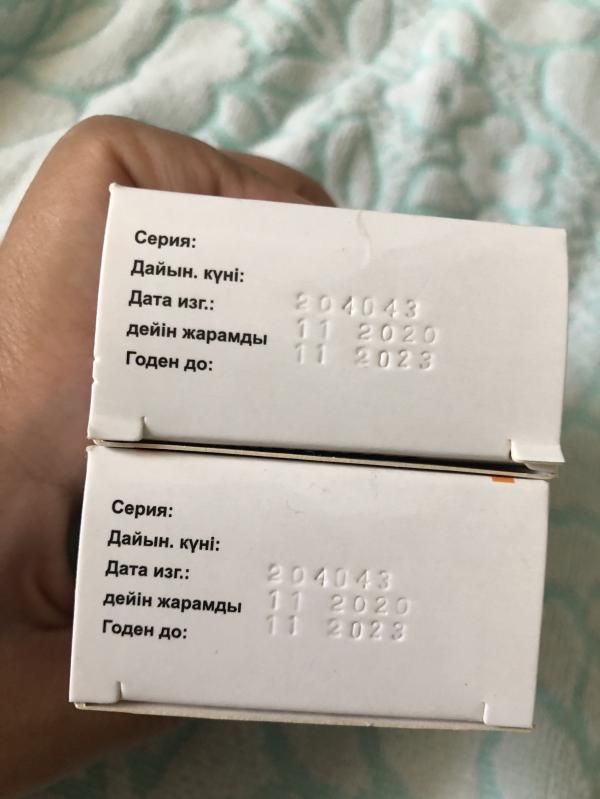 Серия:
Дайын. күні:
Дата изг.: 204043
дейін жарамды 11 2020
Годен до: 11 2023
Серия:
Дайын. күні:
Дата изг.: 204043
дейін жарамды 11 2020
Годен до: 11 2023